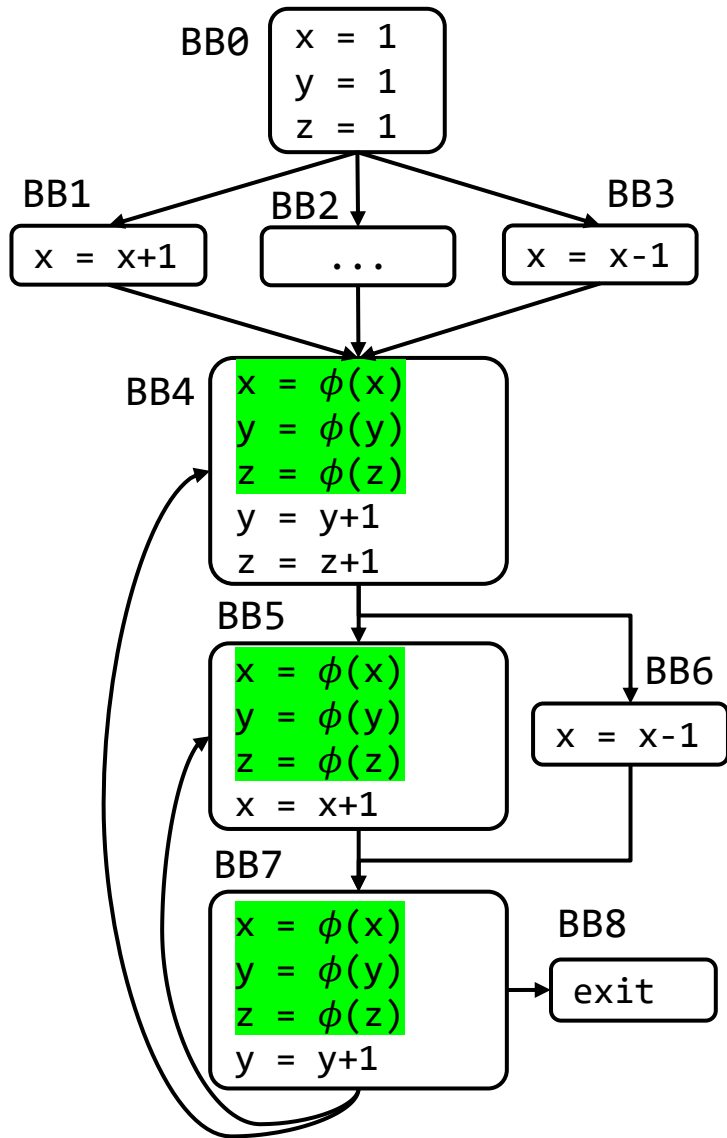 BB0
x = 1
y = 1
z = 1
BB1
BB2
BB3
x = x+1
...
x = x-1
BB4
x = ϕ(x)
y = ϕ(y)
z = ϕ(z)
y = y+1
z = z+1
BB5
x = ϕ(x)
y = ϕ(y)
z = ϕ(z)
x = x+1
BB6
x = x-1
BB7
x = ϕ(x)
y = ϕ(y)
z = ϕ(z)
y = y+1
BB8
exit